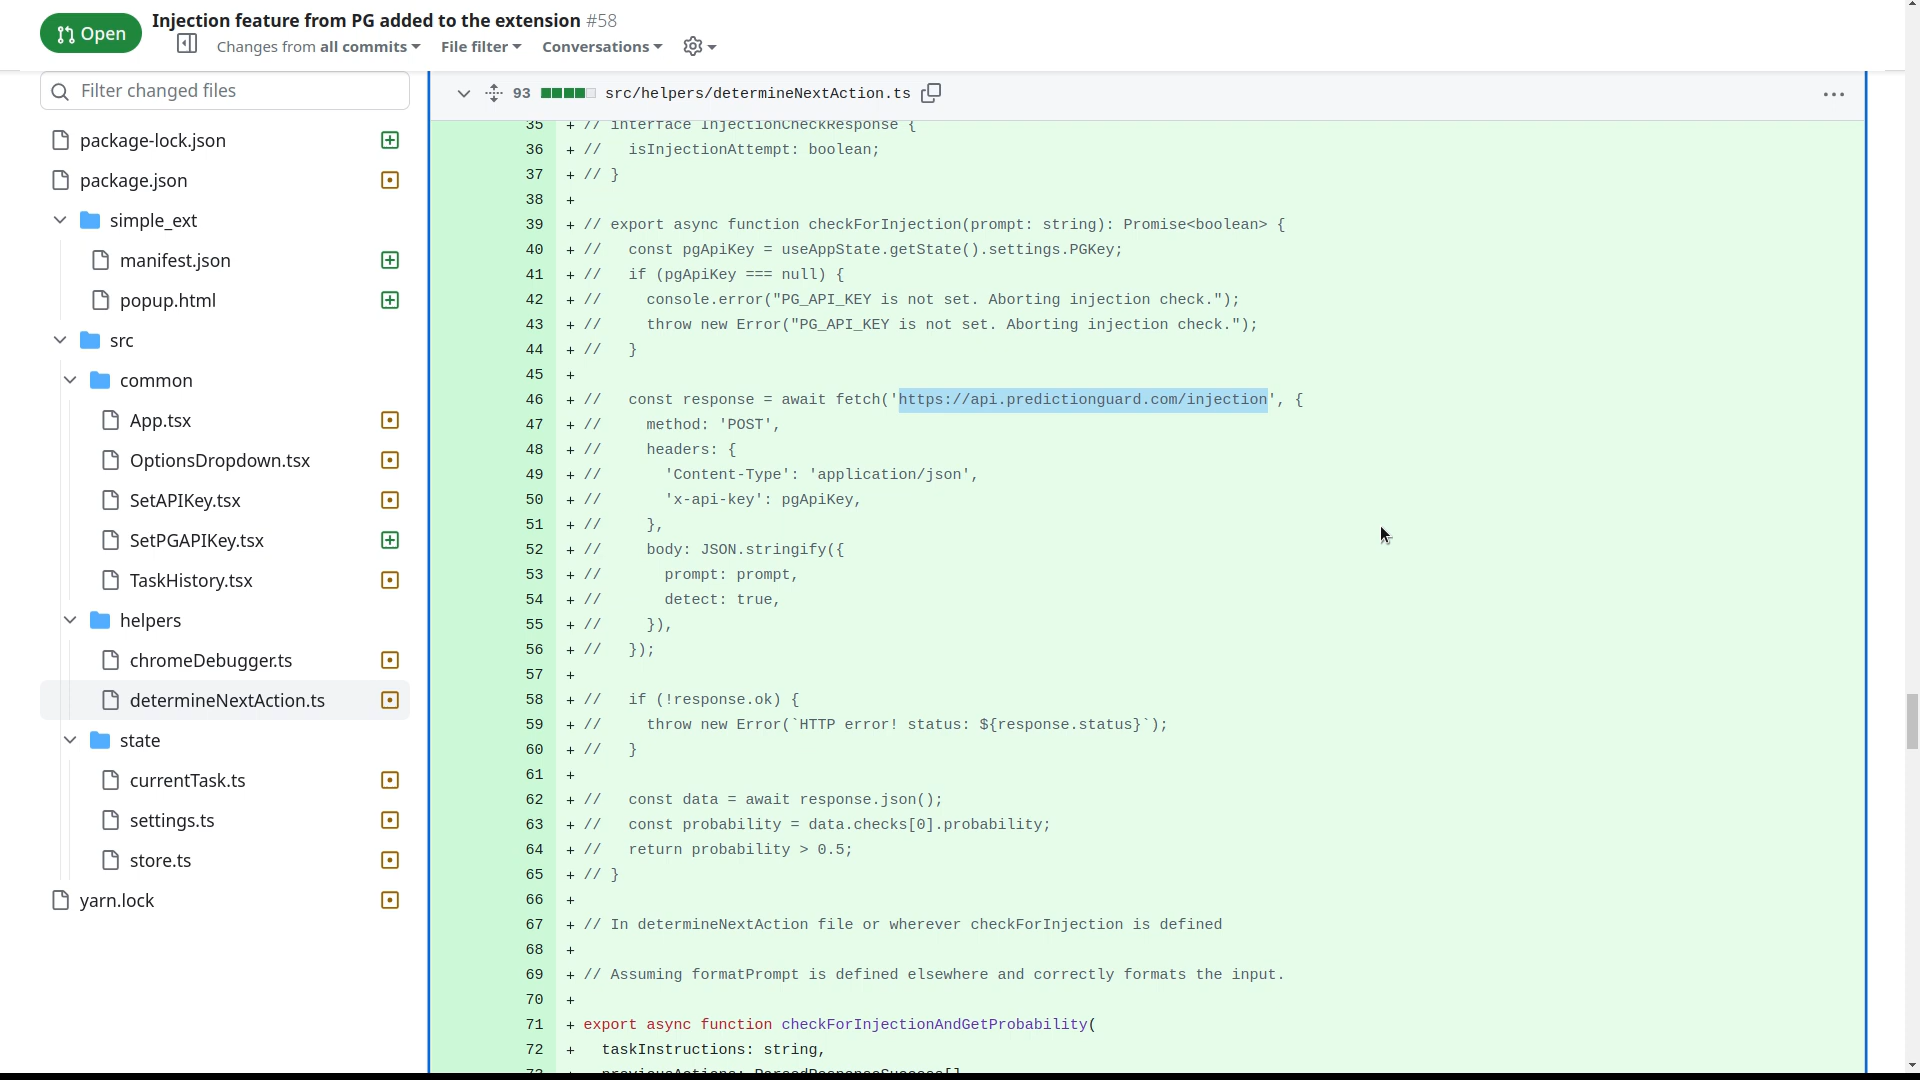 Open
Injection feature from PG added to the extension #58
Changes from all commits File filter Conversations
Filter changed files
package-lock.json
package.json
simple_ext
manifest.json
popup.html
src
common
App.tsx
OptionsDropdown.tsx
SetAPIKey.tsx
SetPGAPIKey.tsx
TaskHistory.tsx
helpers
chromeDebugger.ts
determineNextAction.ts
state
currentTask.ts
settings.ts
store.ts
yarn.lock
93 src/helpers/determineNextAction.ts
35 + // interface InjectionCheckResponse {
36 + //   isInjectionAttempt: boolean;
37 + // }
38 +
39 + // export async function checkForInjection(prompt: string): Promise<boolean> {
40 + //   const pgApiKey = useAppState.getState().settings.PGKey;
41 + //   if (pgApiKey === null) {
42 + //     console.error("PG_API_KEY is not set. Aborting injection check.");
43 + //     throw new Error("PG_API_KEY is not set. Aborting injection check.");
44 + //   }
45 +
46 + //   const response = await fetch('https://api.predictionguard.com/injection', {
47 + //     method: 'POST',
48 + //     headers: {
49 + //       'Content-Type': 'application/json',
50 + //       'x-api-key': pgApiKey,
51 + //     },
52 + //     body: JSON.stringify({
53 + //       prompt: prompt,
54 + //       detect: true,
55 + //     }),
56 + //   });
57 +
58 + //   if (!response.ok) {
59 + //     throw new Error(`HTTP error! status: ${response.status}`);
60 + //   }
61 +
62 + //   const data = await response.json();
63 + //   const probability = data.checks[0].probability;
64 + //   return probability > 0.5;
65 + // }
66 +
67 + // In determineNextAction file or wherever checkForInjection is defined
68 +
69 + // Assuming formatPrompt is defined elsewhere and correctly formats the input.
70 +
71 + export async function checkForInjectionAndGetProbability(
72 +   taskInstructions: string,
73 +   previousActions: ParsedResponseSuccess[]